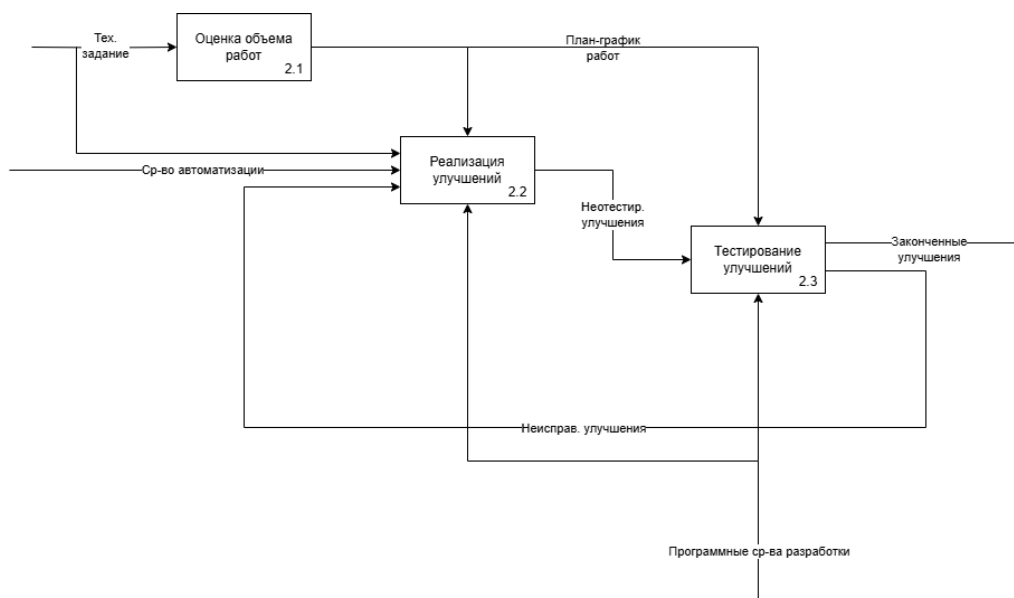 Тех.
задание
Оценка объема
работ
2.1
План-график
работ
Реализация
улучшений
2.2
Ср-во автоматизации
Неотестир.
улучшения
Тестирование
улучшений
2.3
Законченные
улучшения
Неисправ. улучшения
Программные ср-ва разработки